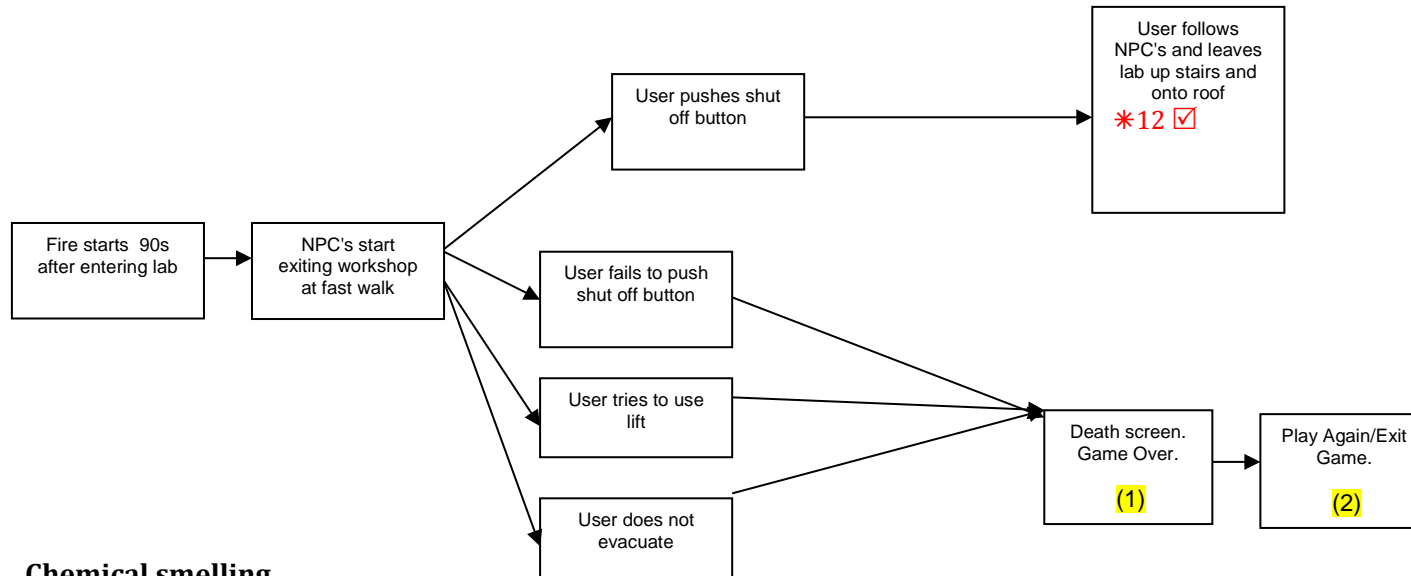 User follows
NPC's and leaves
lab up stairs and
onto roof
✳12 ☑
User pushes shut
off button
Fire starts 90s
after entering lab
NPC's start
exiting workshop
at fast walk
User fails to push
shut off button
User tries to use
lift
User does not
evacuate
Death screen.
Game Over.
(1)
Play Again/Exit
Game.
(2)
Chemical smelling